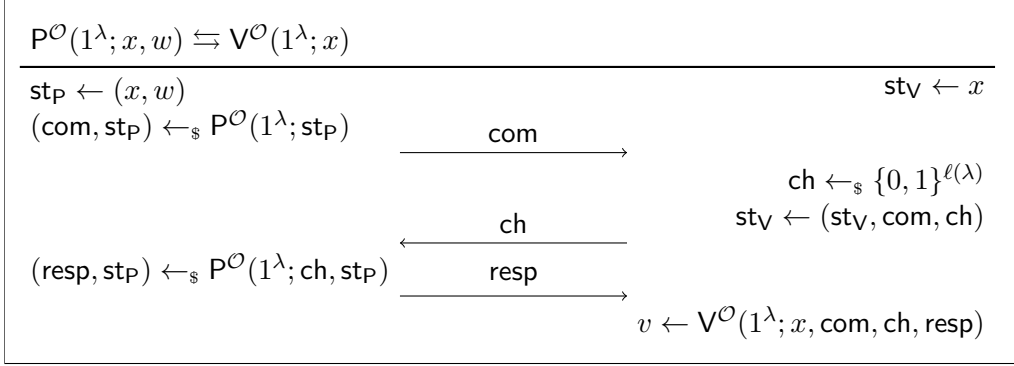 P^O(1^λ; x, w) ⇆ V^O(1^λ; x)
st_P ← (x, w) st_V ← x
(com, st_P) ←_$ P^O(1^λ; st_P)
com
ch ←_$ {0, 1}^{ℓ(λ)}
st_V ← (st_V, com, ch)
ch
(resp, st_P) ←_$ P^O(1^λ; ch, st_P) resp
v ← V^O(1^λ; x, com, ch, resp)